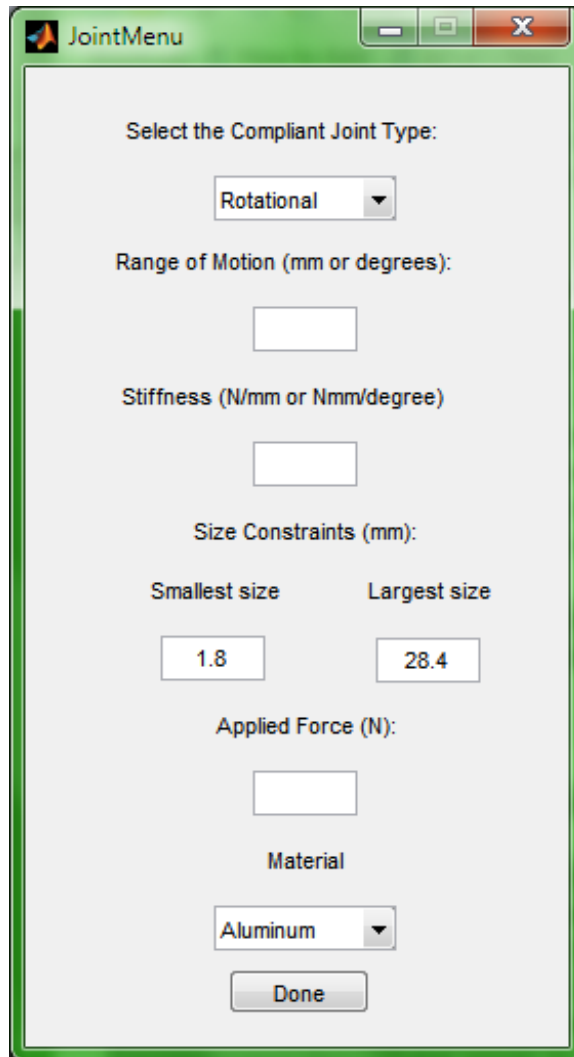 JointMenu
Select the Compliant Joint Type:
Rotational
Range of Motion (mm or degrees):
Stiffness (N/mm or Nmm/degree)
Size Constraints (mm):
Smallest size Largest size
1.8 28.4
Applied Force (N):
Material
Aluminum
Done